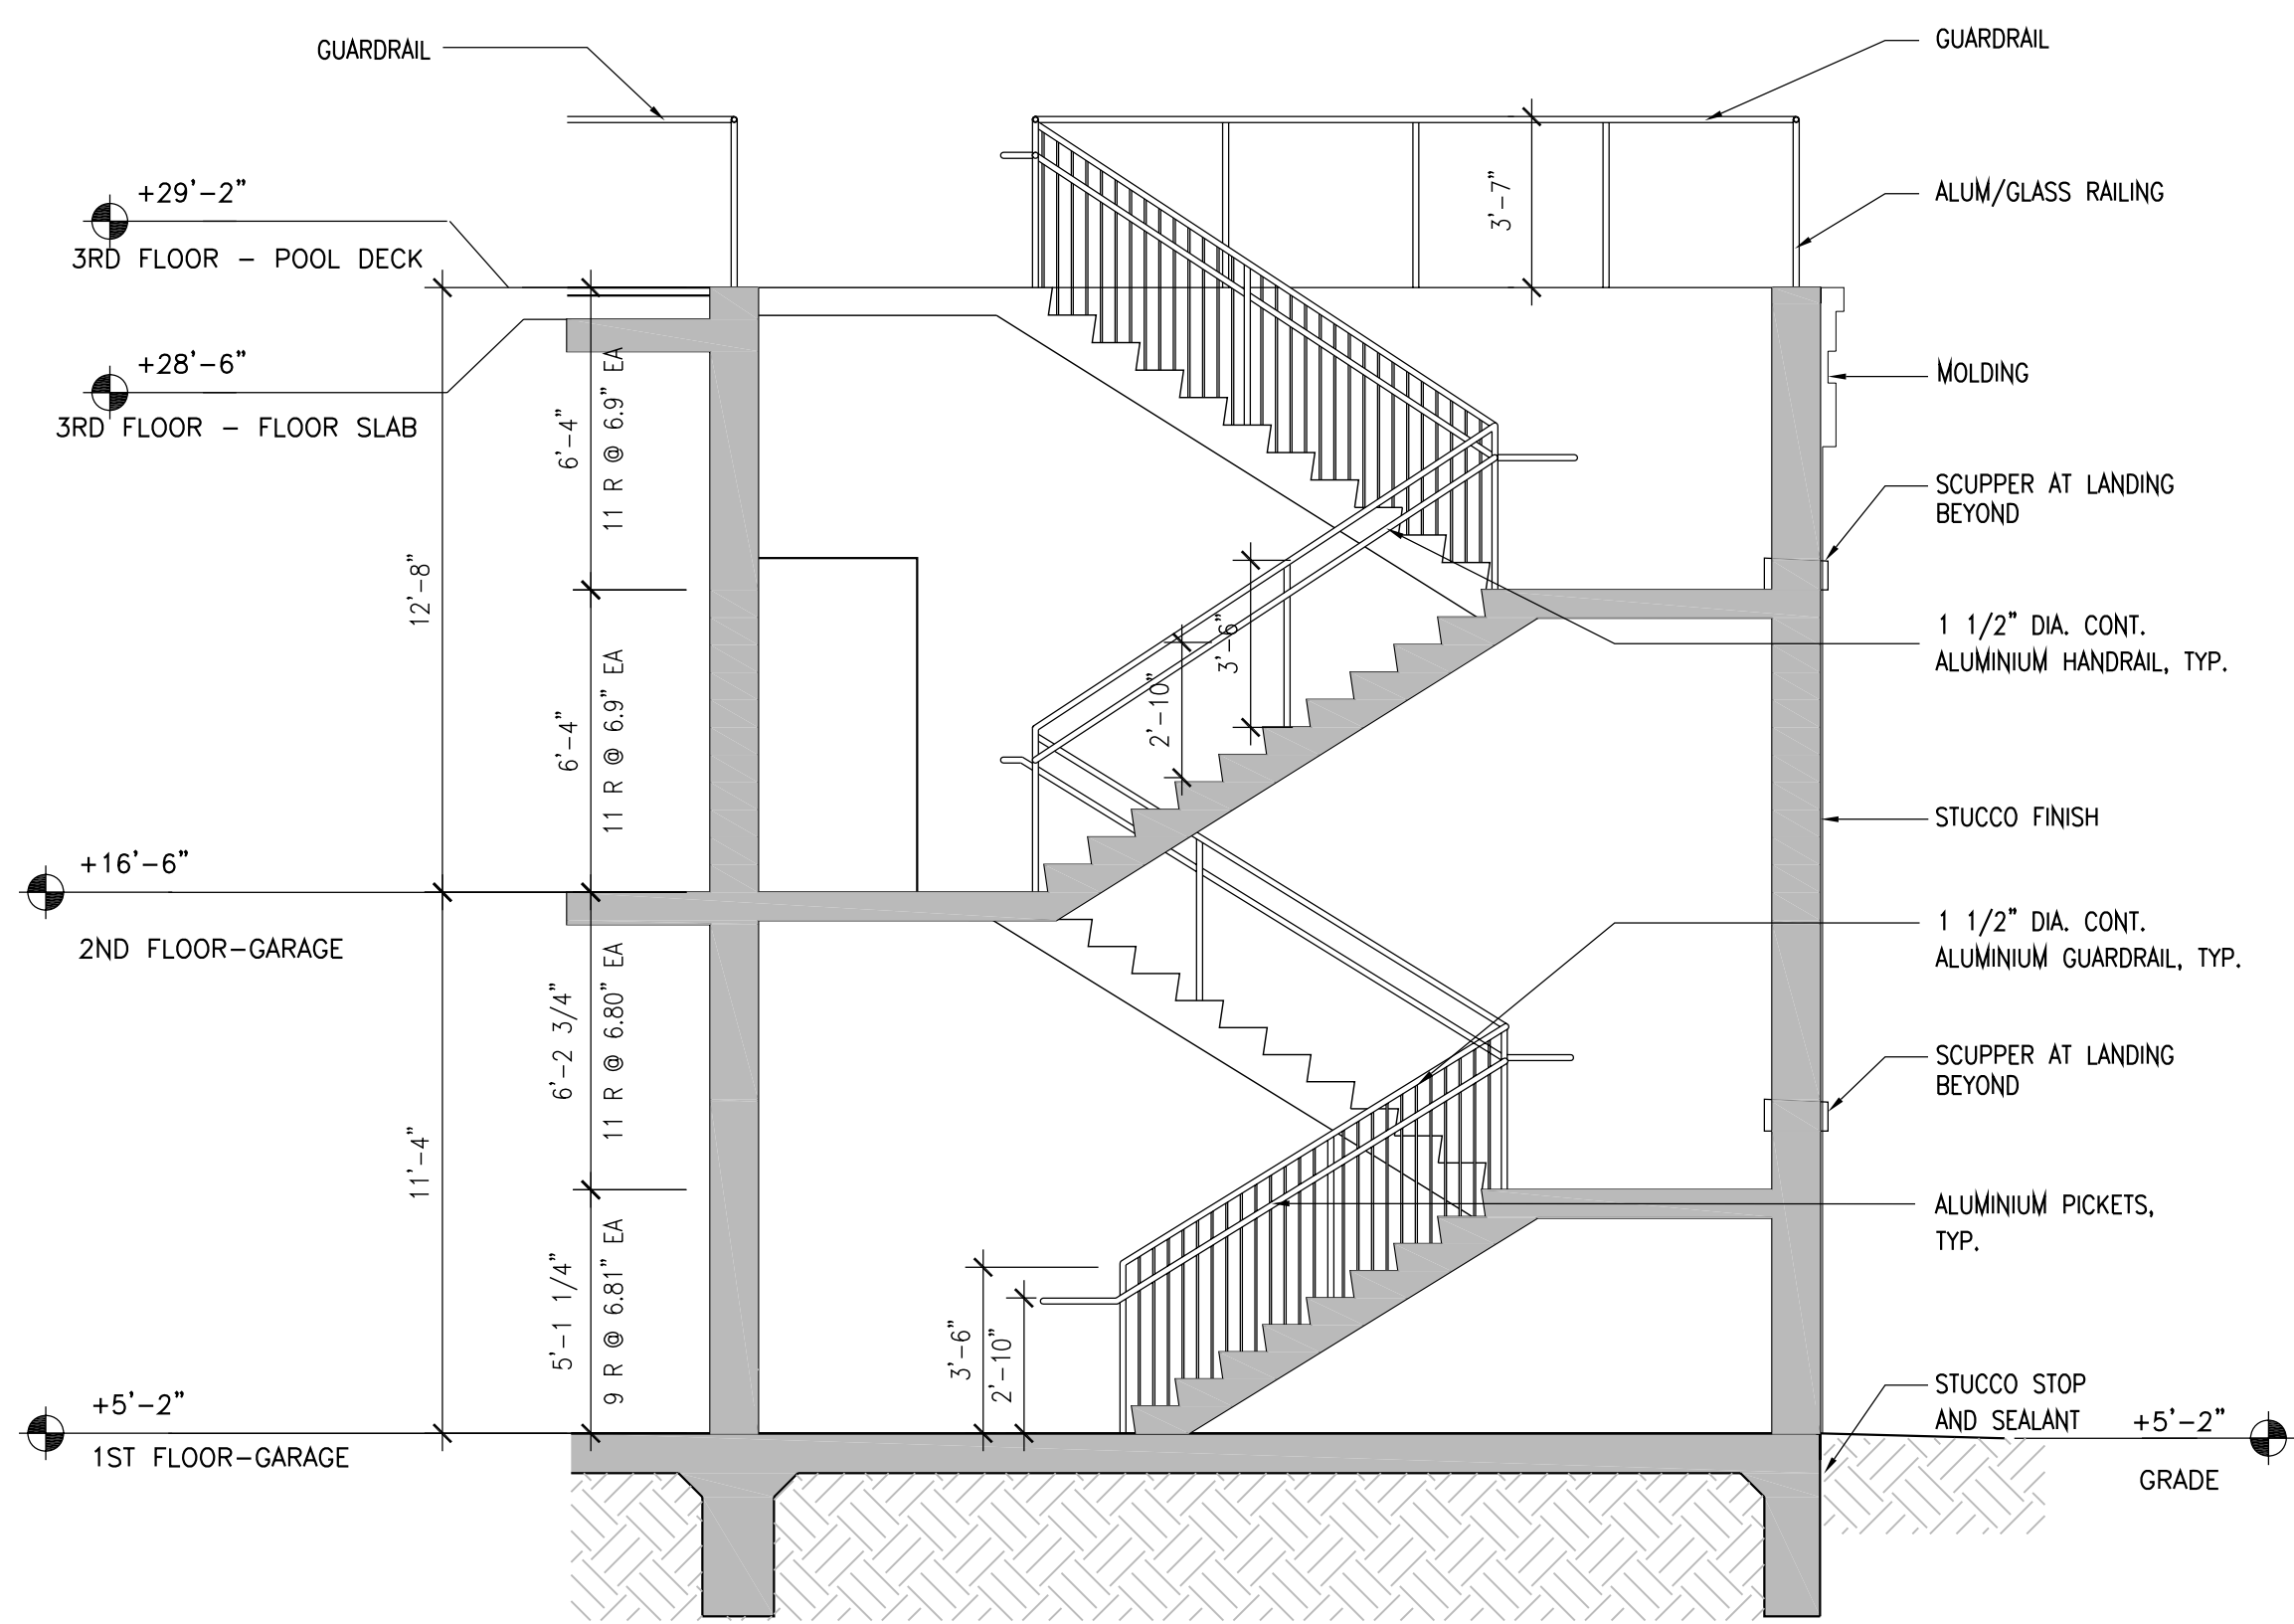 GUARDRAIL
GUARDRAIL
+29'-2"
3RD FLOOR - POOL DECK
3'-7"
ALUM/GLASS RAILING
+28'-6"
3RD FLOOR - FLOOR SLAB
MOLDING
6'-4"
11 R @ 6.9" EA
SCUPPER AT LANDING
BEYOND
12'-8"
1 1/2" DIA. CONT.
ALUMINIUM HANDRAIL, TYP.
3'-6"
2'-10"
6'-4"
11 R @ 6.9" EA
STUCCO FINISH
+16'-6"
2ND FLOOR-GARAGE
1 1/2" DIA. CONT.
ALUMINIUM GUARDRAIL, TYP.
6'-2 3/4"
11 R @ 6.80" EA
SCUPPER AT LANDING
BEYOND
11'-4"
ALUMINIUM PICKETS,
TYP.
5'-1 1/4"
9 R @ 6.81" EA
3'-6"
2'-10"
STUCCO STOP
AND SEALANT
+5'-2"
1ST FLOOR-GARAGE
+5'-2"
GRADE